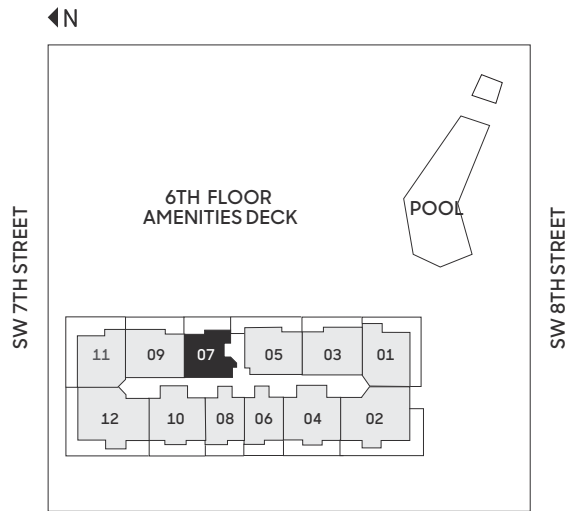 N
6TH FLOOR
AMENITIES DECK
POOL
SW 7TH STREET
SW 8TH STREET
11 09 07 05 03 01
12 10 08 06 04 02